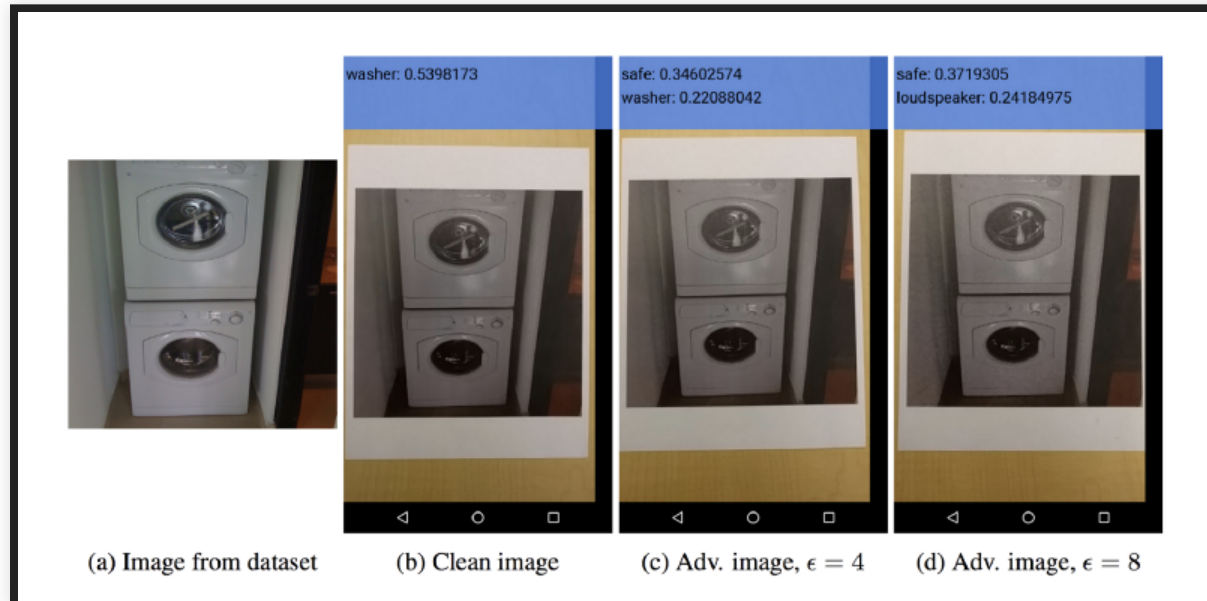 washer: 0.5398173
safe: 0.34602574
washer: 0.22088042
safe: 0.3719305
loudspeaker: 0.24184975
(a) Image from dataset
(b) Clean image
(c) Adv. image, ϵ = 4
(d) Adv. image, ϵ = 8